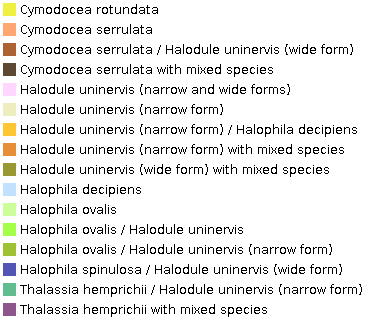 Cymodocea rotundata
Cymodocea serrulata
Cymodocea serrulata / Halodule uninervis (wide form)
Cymodocea serrulata with mixed species
Halodule uninervis (narrow and wide forms)
Halodule uninervis (narrow form)
Halodule uninervis (narrow form) / Halophila decipiens
Halodule uninervis (narrow form) with mixed species
Halodule uninervis (wide form) with mixed species
Halophila decipiens
Halophila ovalis
Halophila ovalis / Halodule uninervis
Halophila ovalis / Halodule uninervis (narrow form)
Halophila spinulosa / Halodule uninervis (wide form)
Thalassia hemprichii / Halodule uninervis (narrow form)
Thalassia hemprichii with mixed species